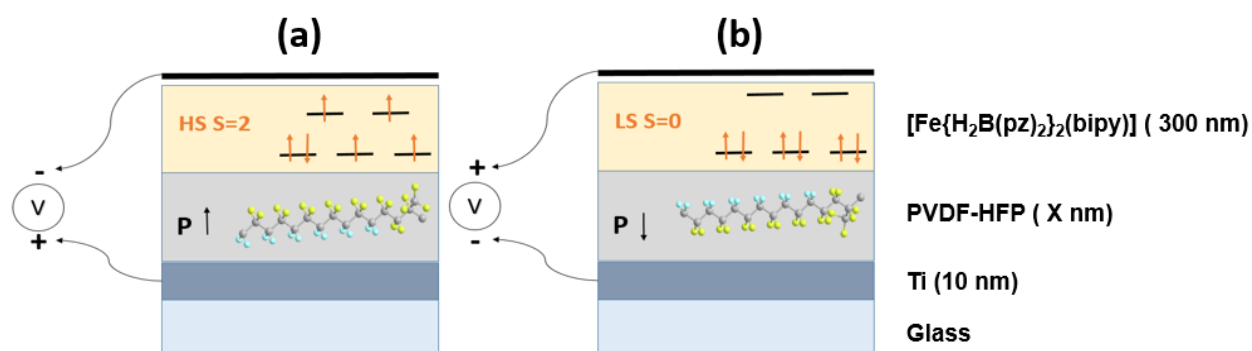 (a)
HS S=2
-
V
+
P
(b)
LS S=0
+
V
-
P
[Fe{H₂B(pz)₂}₂(bipy)] ( 300 nm)
PVDF-HFP ( X nm)
Ti (10 nm)
Glass